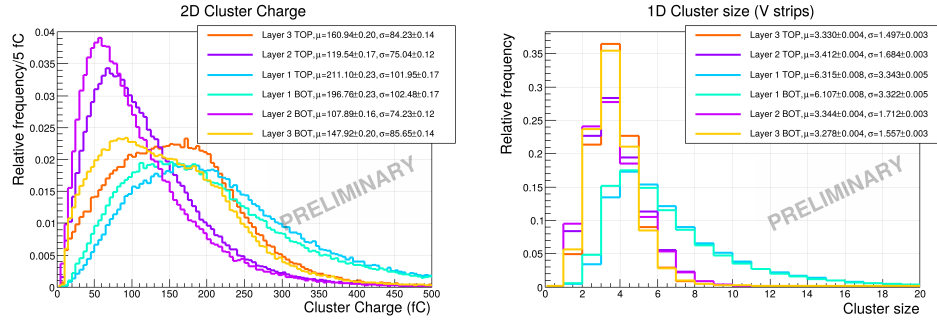 2D Cluster Charge
Relative frequency/5 fC
0.04
0.035
0.03
0.025
0.02
0.015
0.01
0.005
0
Layer 3 TOP,μ=160.94±0.20, σ=84.23±0.14
Layer 2 TOP,μ=119.54±0.17, σ=75.04±0.12
Layer 1 TOP,μ=211.10±0.23, σ=101.95±0.17
Layer 1 BOT,μ=196.76±0.23, σ=102.48±0.17
Layer 2 BOT,μ=107.89±0.16, σ=74.23±0.12
Layer 3 BOT,μ=147.92±0.20, σ=85.65±0.14
PRELIMINARY
0 50 100 150 200 250 300 350 400 450 500
Cluster Charge (fC)
1D Cluster size (V strips)
Relative frequency
0.35
0.3
0.25
0.2
0.15
0.1
0.05
0
Layer 3 TOP,μ=3.330±0.004, σ=1.497±0.003
Layer 2 TOP,μ=3.412±0.004, σ=1.684±0.003
Layer 1 TOP,μ=6.315±0.008, σ=3.343±0.005
Layer 1 BOT,μ=6.107±0.008, σ=3.322±0.005
Layer 2 BOT,μ=3.344±0.004, σ=1.712±0.003
Layer 3 BOT,μ=3.278±0.004, σ=1.557±0.003
PRELIMINARY
0 2 4 6 8 10 12 14 16 18 20
Cluster size